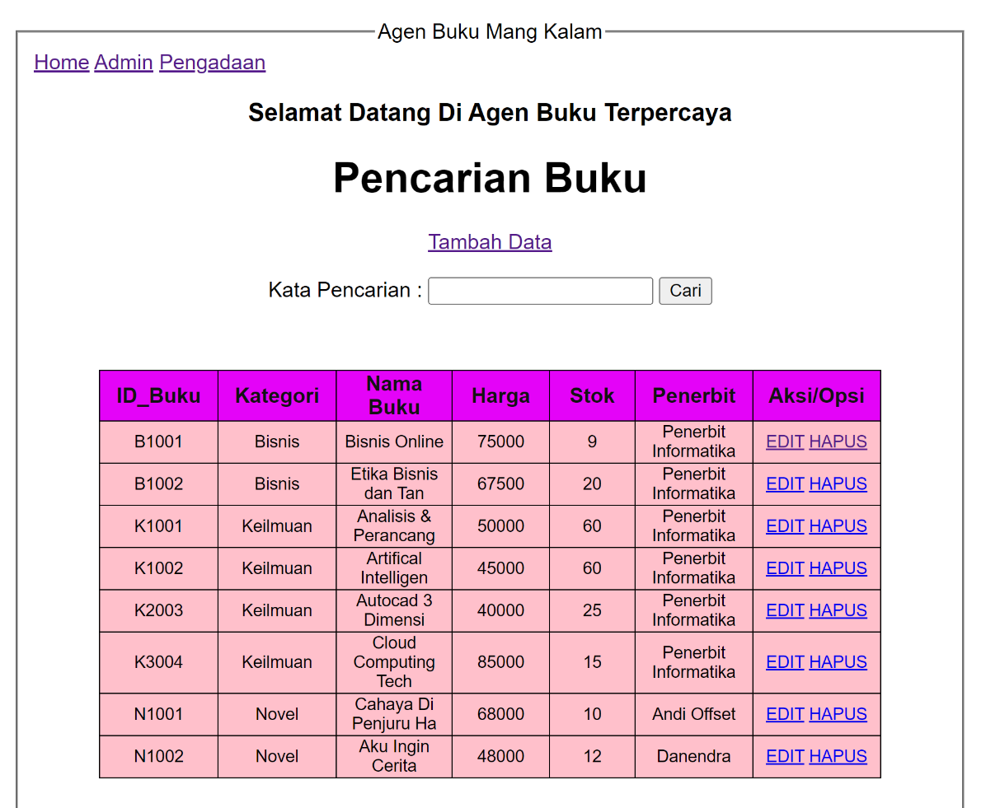 Agen Buku Mang Kalam
Home Admin Pengadaan
Selamat Datang Di Agen Buku Terpercaya
Pencarian Buku
Tambah Data
Kata Pencarian : Cari
ID_Buku Kategori Nama Buku Harga Stok Penerbit Aksi/Opsi
B1001 Bisnis Bisnis Online 75000 9 Penerbit Informatika EDIT HAPUS
B1002 Bisnis Etika Bisnis dan Tan 67500 20 Penerbit Informatika EDIT HAPUS
K1001 Keilmuan Analisis & Perancang 50000 60 Penerbit Informatika EDIT HAPUS
K1002 Keilmuan Artifical Intelligen 45000 60 Penerbit Informatika EDIT HAPUS
K2003 Keilmuan Autocad 3 Dimensi 40000 25 Penerbit Informatika EDIT HAPUS
K3004 Keilmuan Cloud Computing Tech 85000 15 Penerbit Informatika EDIT HAPUS
N1001 Novel Cahaya Di Penjuru Ha 68000 10 Andi Offset EDIT HAPUS
N1002 Novel Aku Ingin Cerita 48000 12 Danendra EDIT HAPUS